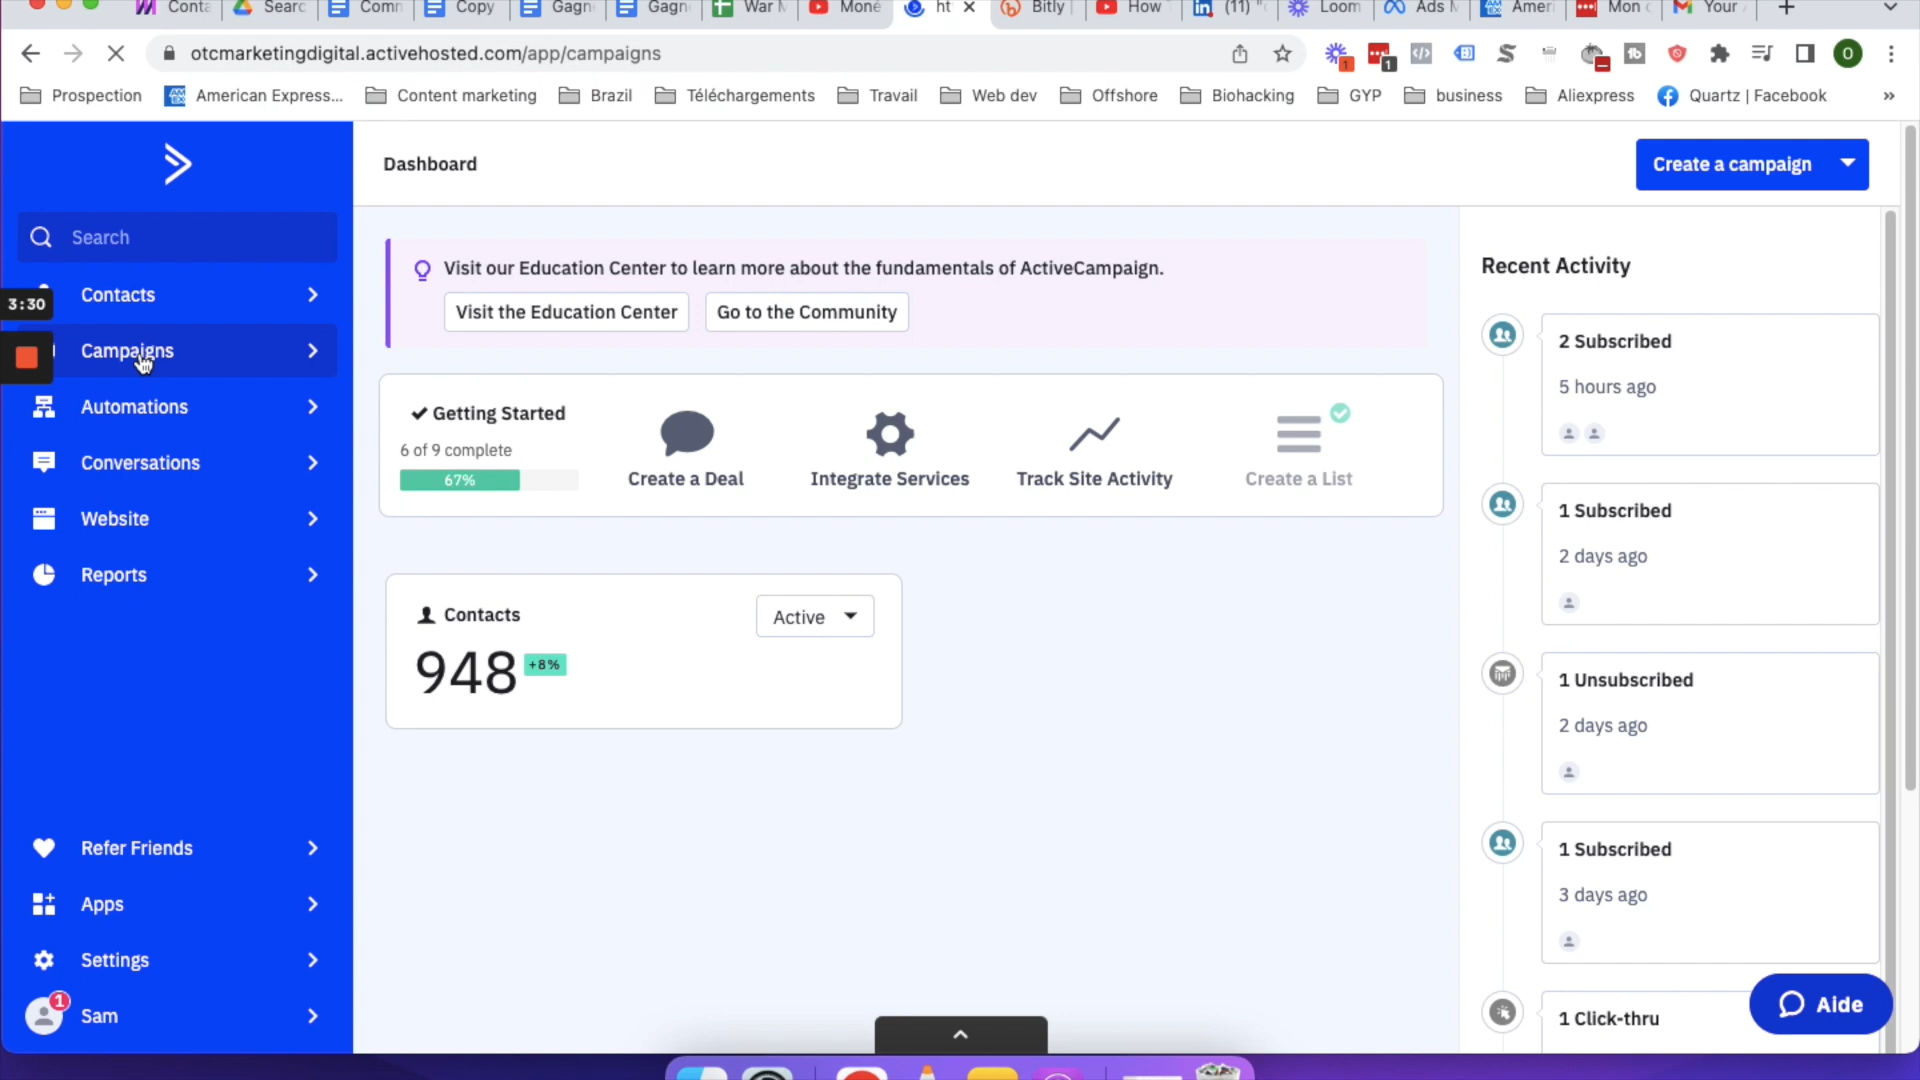 Conta
Searc
Comn
Copy
Gagn
Gagn
War M
Moné
ht
Bitly
How
(11) "
Loom
Ads M
Ameri
Mon
Your
otcmarketingdigital.activehosted.com/app/campaigns
1
1
O
Prospection
American Express...
Content marketing
Brazil
Téléchargements
Travail
Web dev
Offshore
Biohacking
GYP
business
Aliexpress
Quartz | Facebook
»
Dashboard
Create a campaign
Search
Contacts
3:30
Campaigns
Automations
Conversations
Website
Reports
Refer Friends
Apps
Settings
1
Sam
Visit our Education Center to learn more about the fundamentals of ActiveCampaign.
Visit the Education Center
Go to the Community
Getting Started
6 of 9 complete
67%
Create a Deal
Integrate Services
Track Site Activity
Create a List
Contacts
Active
948 +8%
Recent Activity
2 Subscribed
5 hours ago
1 Subscribed
2 days ago
1 Unsubscribed
2 days ago
1 Subscribed
3 days ago
1 Click-thru
Aide